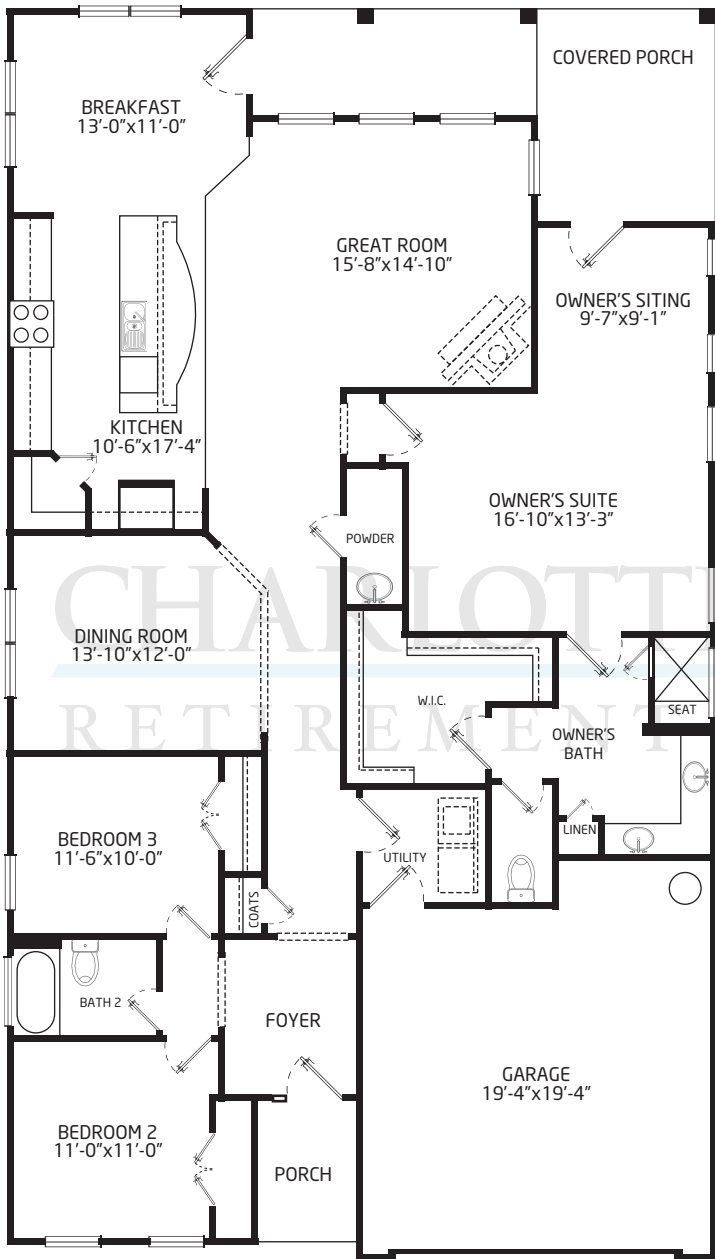 COVERED PORCH
BREAKFAST
13'-0"x11'-0"
GREAT ROOM
15'-8"x14'-10"
OWNER'S SITING
9'-7"x9'-1"
KITCHEN
10'-6"x17'-4"
OWNER'S SUITE
16'-10"x13'-3"
POWDER
CHARLOTT
DINING ROOM
13'-10"x12'-0"
W.I.C.
SEAT
RETIREMENT
OWNER'S
BATH
LINEN
BEDROOM 3
11'-6"x10'-0"
UTILITY
COATS
BATH 2
FOYER
GARAGE
19'-4"x19'-4"
BEDROOM 2
11'-0"x11'-0"
PORCH